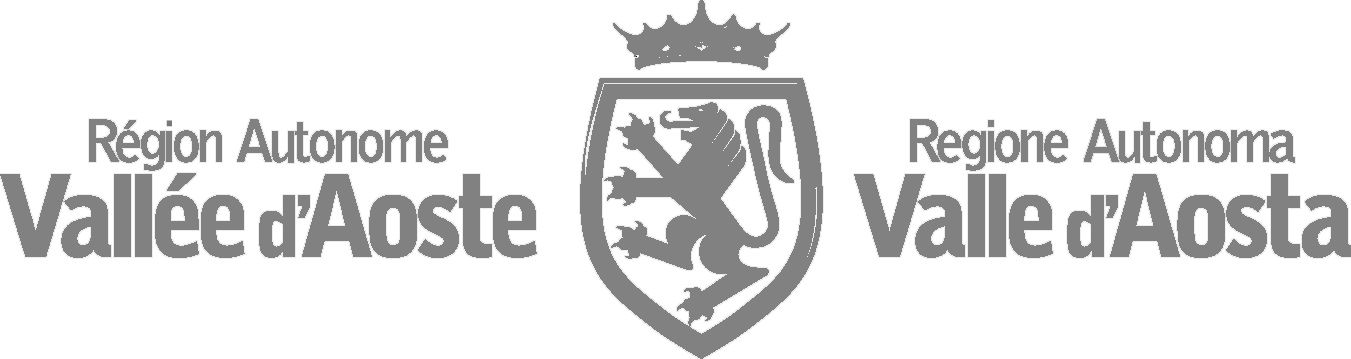 Région Autonome
Vallée d'Aoste
Regione Autonoma
Valle d'Aosta